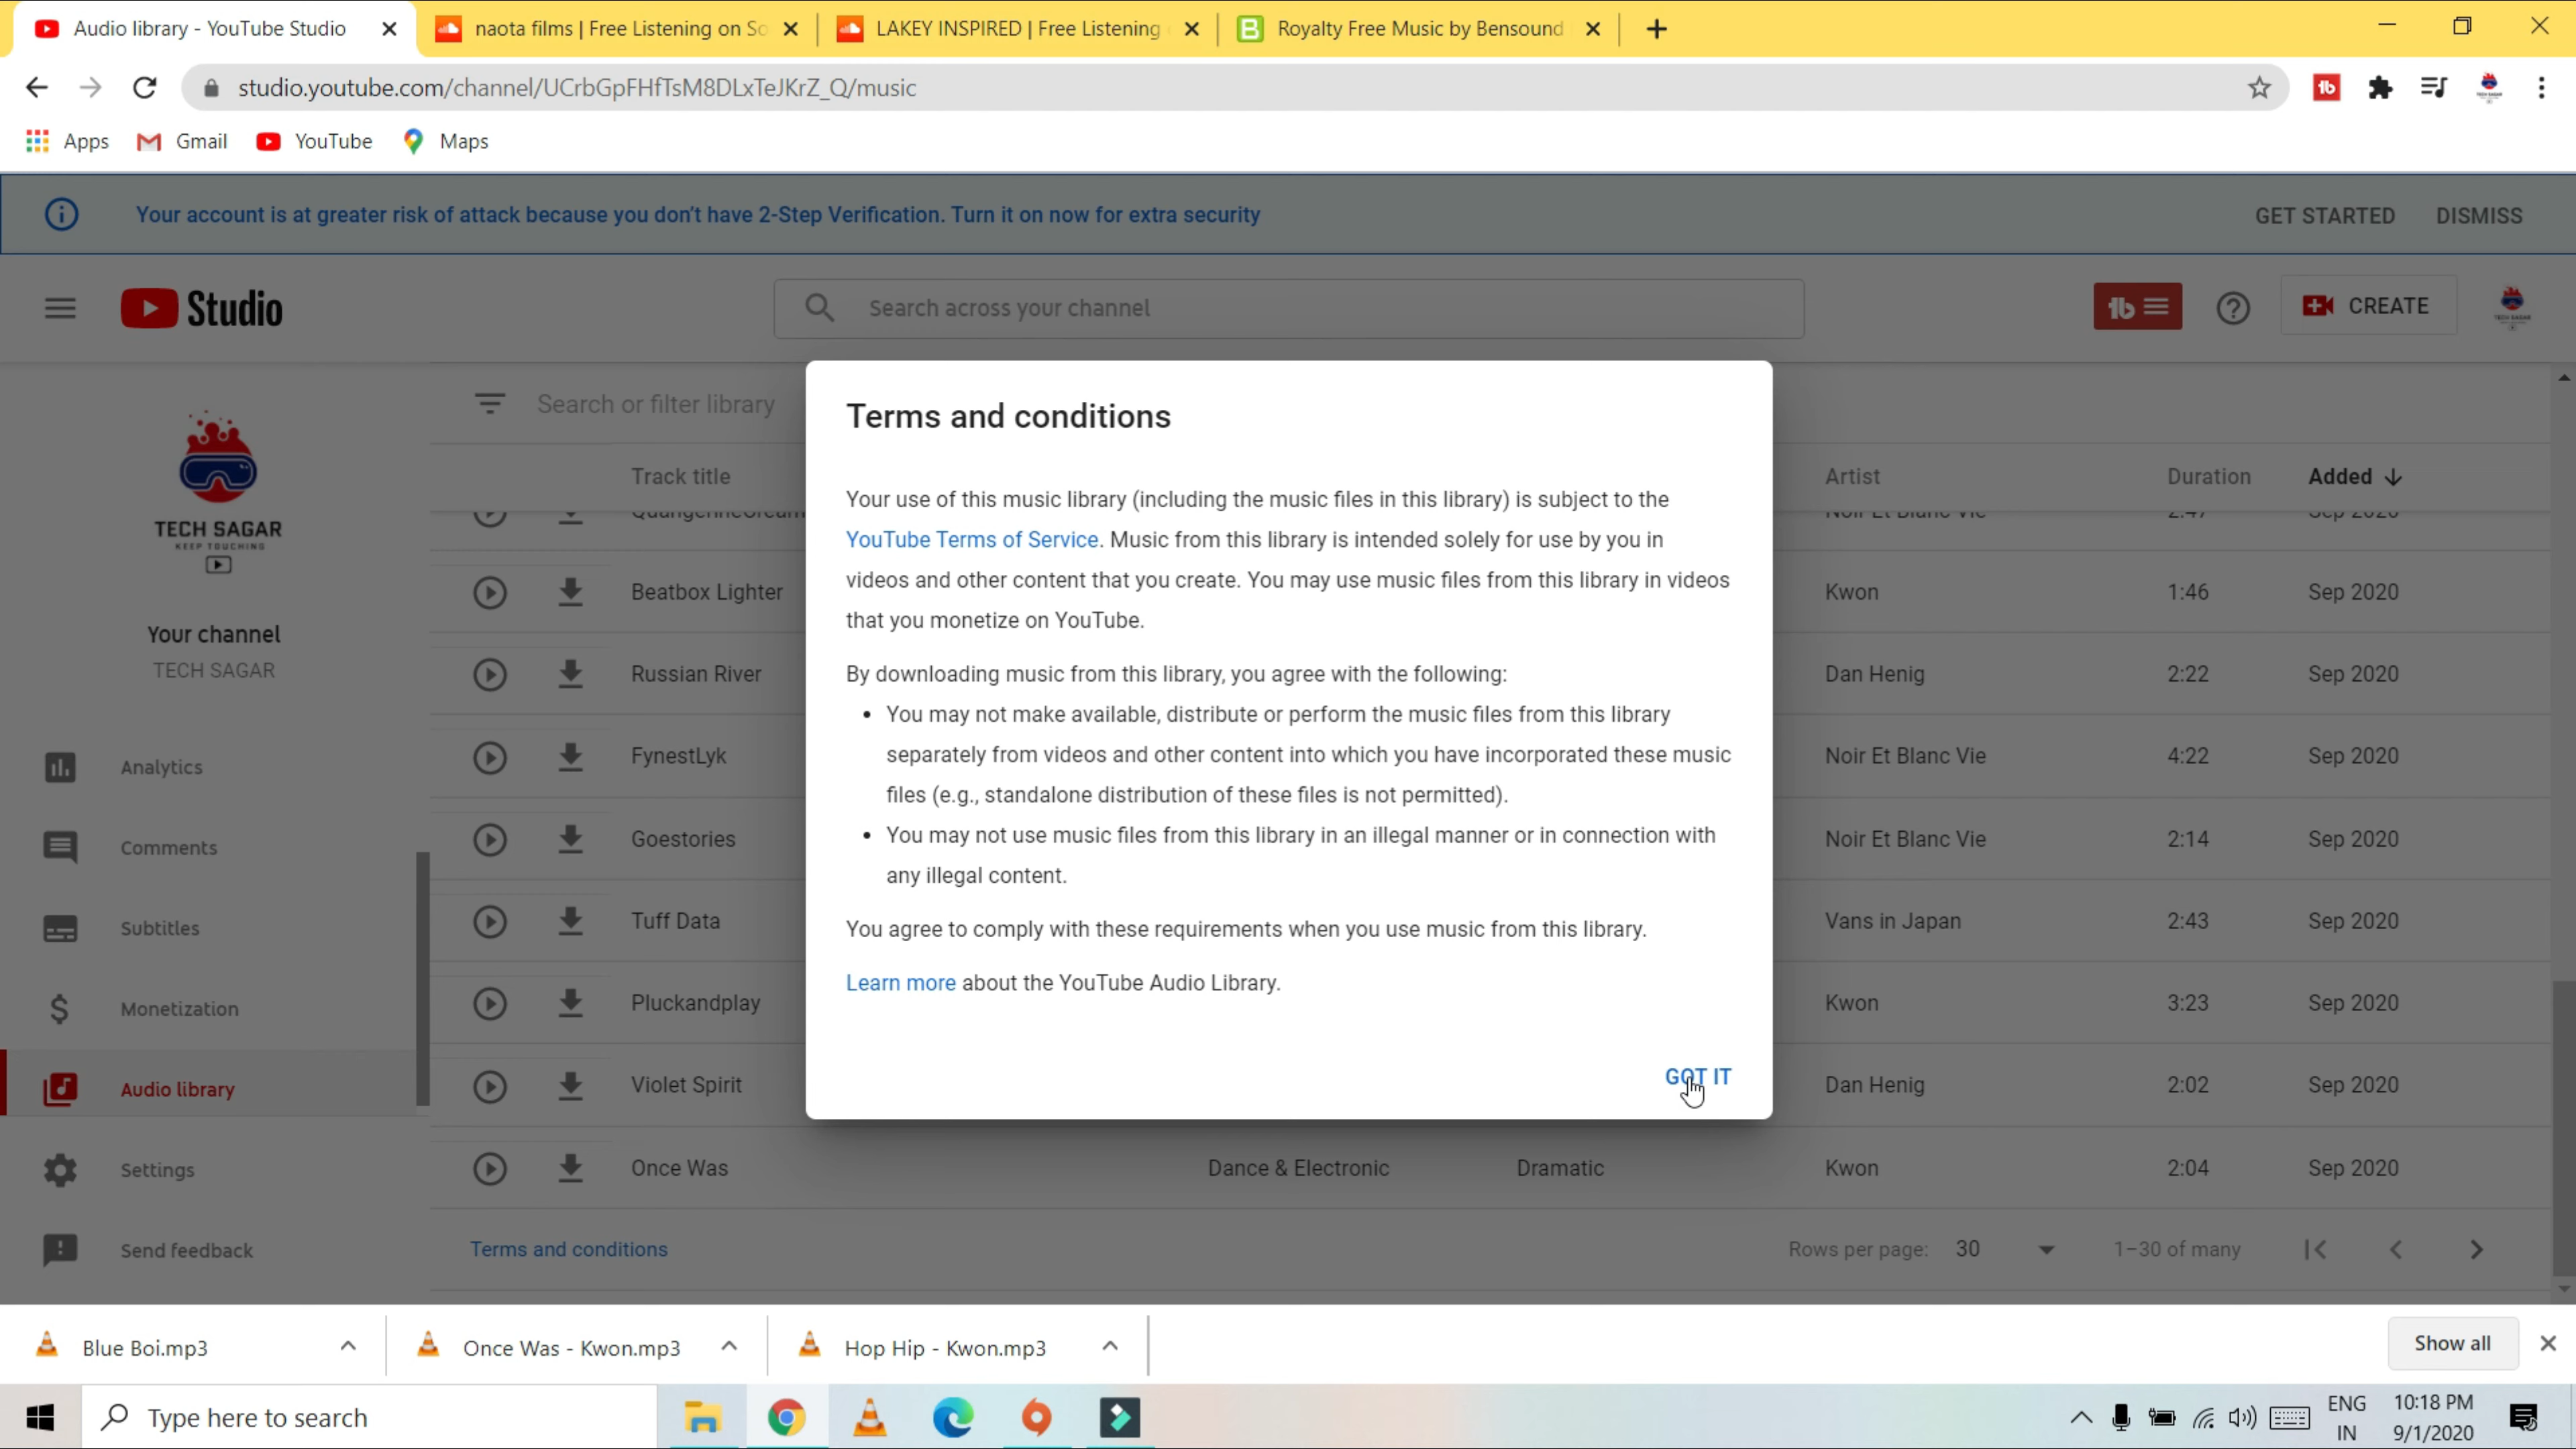 Audio library - YouTube Studio
naota films | Free Listening on So
LAKEY INSPIRED | Free Listening
Royalty Free Music by Bensound
studio.youtube.com/channel/UCrbGpFHfTsM8DLxTeJKrZ_Q/music
Apps
Gmail
YouTube
Maps
Your account is at greater risk of attack because you don't have 2-Step Verification. Turn it on now for extra security
GET STARTED
DISMISS
Studio
Search across your channel
CREATE
TECH SAGAR
KEEP TOUCHING
Your channel
TECH SAGAR
Analytics
Comments
Subtitles
Monetization
Audio library
Settings
Send feedback
Search or filter library
Track title
Artist
Duration
Added
Noir Et Blanc Vie 2:47 Sep 2020
Beatbox Lighter
Kwon 1:46 Sep 2020
Russian River
Dan Henig 2:22 Sep 2020
FynestLyk
Noir Et Blanc Vie 4:22 Sep 2020
Goestories
Noir Et Blanc Vie 2:14 Sep 2020
Tuff Data
Vans in Japan 2:43 Sep 2020
Pluckandplay
Kwon 3:23 Sep 2020
Violet Spirit
Dan Henig 2:02 Sep 2020
Once Was Dance & Electronic Dramatic Kwon 2:04 Sep 2020
Terms and conditions
Rows per page: 30
1–30 of many
Terms and conditions
Your use of this music library (including the music files in this library) is subject to the
YouTube Terms of Service. Music from this library is intended solely for use by you in
videos and other content that you create. You may use music files from this library in videos
that you monetize on YouTube.
By downloading music from this library, you agree with the following:
• You may not make available, distribute or perform the music files from this library
separately from videos and other content into which you have incorporated these music
files (e.g., standalone distribution of these files is not permitted).
• You may not use music files from this library in an illegal manner or in connection with
any illegal content.
You agree to comply with these requirements when you use music from this library.
Learn more about the YouTube Audio Library.
GOT IT
Blue Boi.mp3
Once Was - Kwon.mp3
Hop Hip - Kwon.mp3
Show all
Type here to search
ENG
IN
10:18 PM
9/1/2020